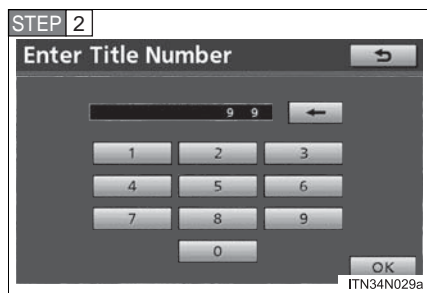 STEP 2
Enter Title Number
9 9
1 2 3
4 5 6
7 8 9
0
OK
ITN34N029a